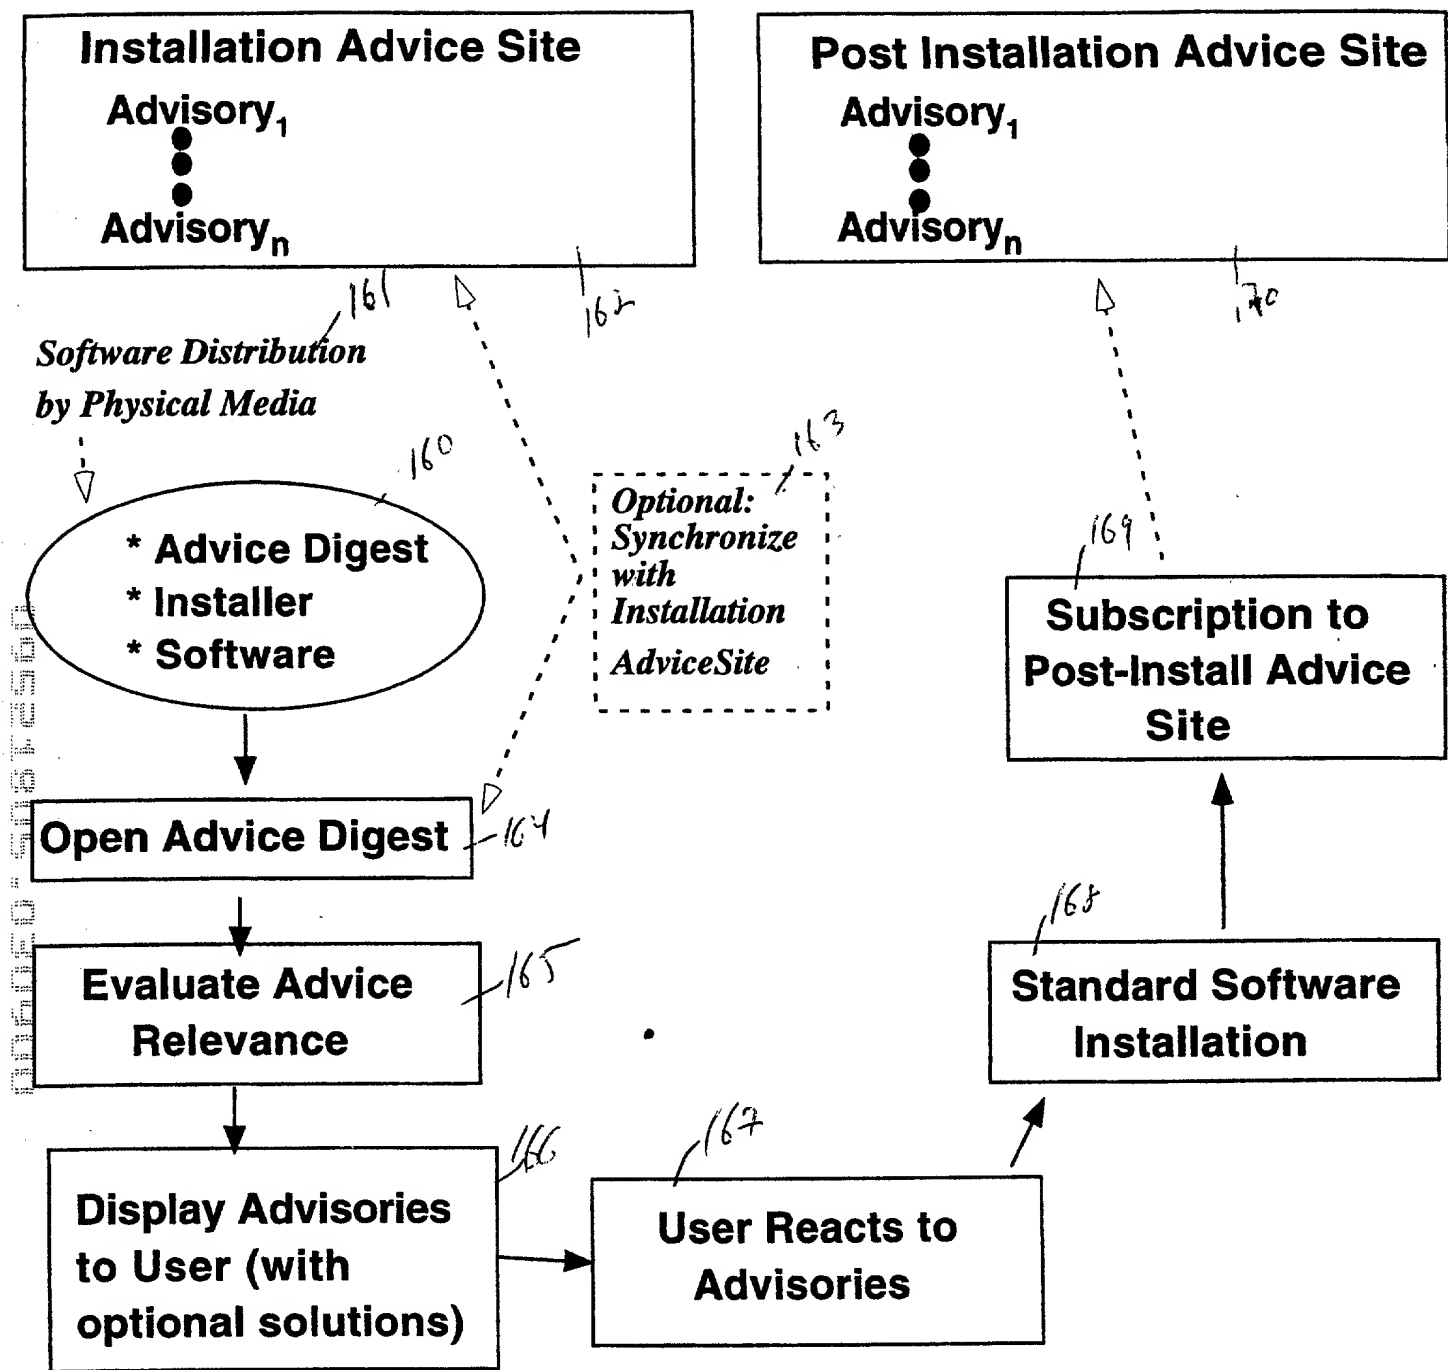 Installation Advice Site
Advisory1
Advisoryn
161
162
Post Installation Advice Site
Advisory1
Advisoryn
170
Software Distribution
by Physical Media
160
* Advice Digest
* Installer
* Software
163
Optional:
Synchronize
with
Installation
AdviceSite
169
Subscription to
Post-Install Advice
Site
Open Advice Digest
164
Evaluate Advice
Relevance
165
168
Standard Software
Installation
Display Advisories
to User (with
optional solutions)
166
167
User Reacts to
Advisories